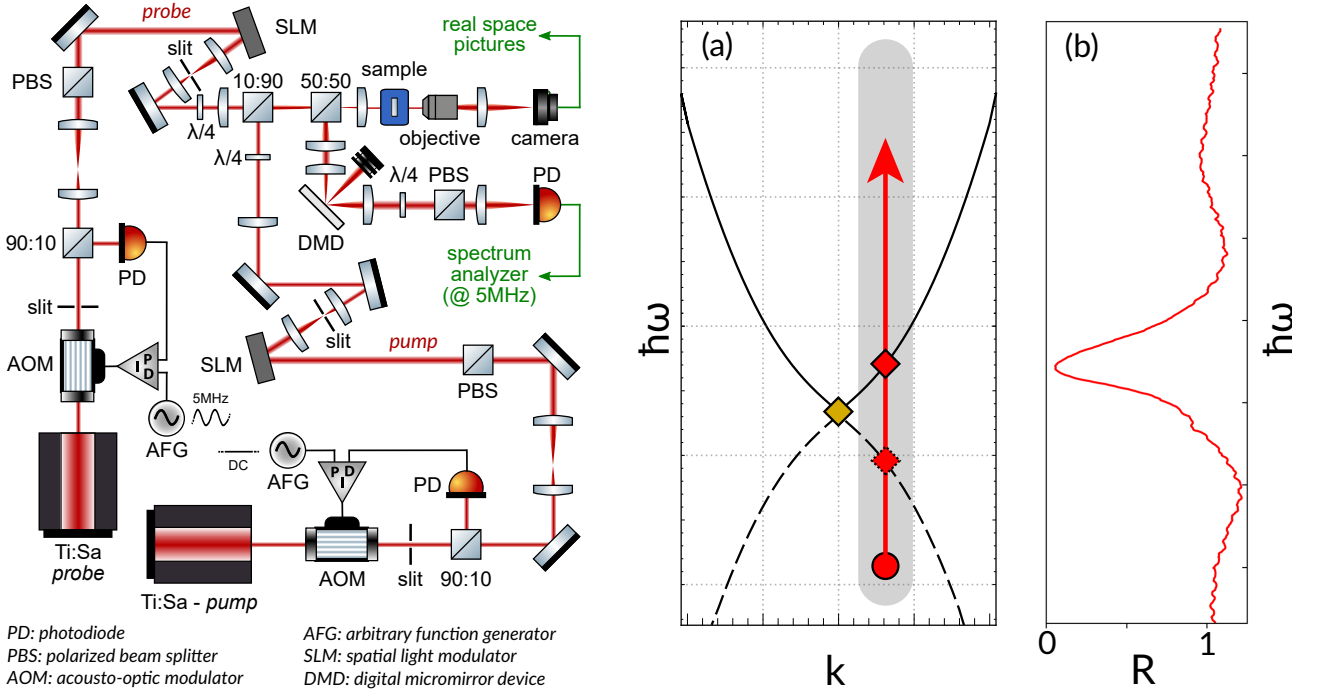 probe
SLM
real space
pictures
slit
PBS
10:90
50:50
sample
λ/4
objective
camera
λ/4
λ/4
PBS
PD
DMD
90:10
PD
spectrum
analyzer
(@ 5MHz)
slit
slit
AOM
P
I
D
SLM
pump
PBS
5MHz
AFG
DC
AFG
P
D
I
PD
Ti:Sa
probe
AOM
slit
90:10
Ti:Sa - pump
PD: photodiode
PBS: polarized beam splitter
AOM: acousto-optic modulator
AFG: arbitrary function generator
SLM: spatial light modulator
DMD: digital micromirror device
(a)
ħω
k
(b)
ħω
0
1
R